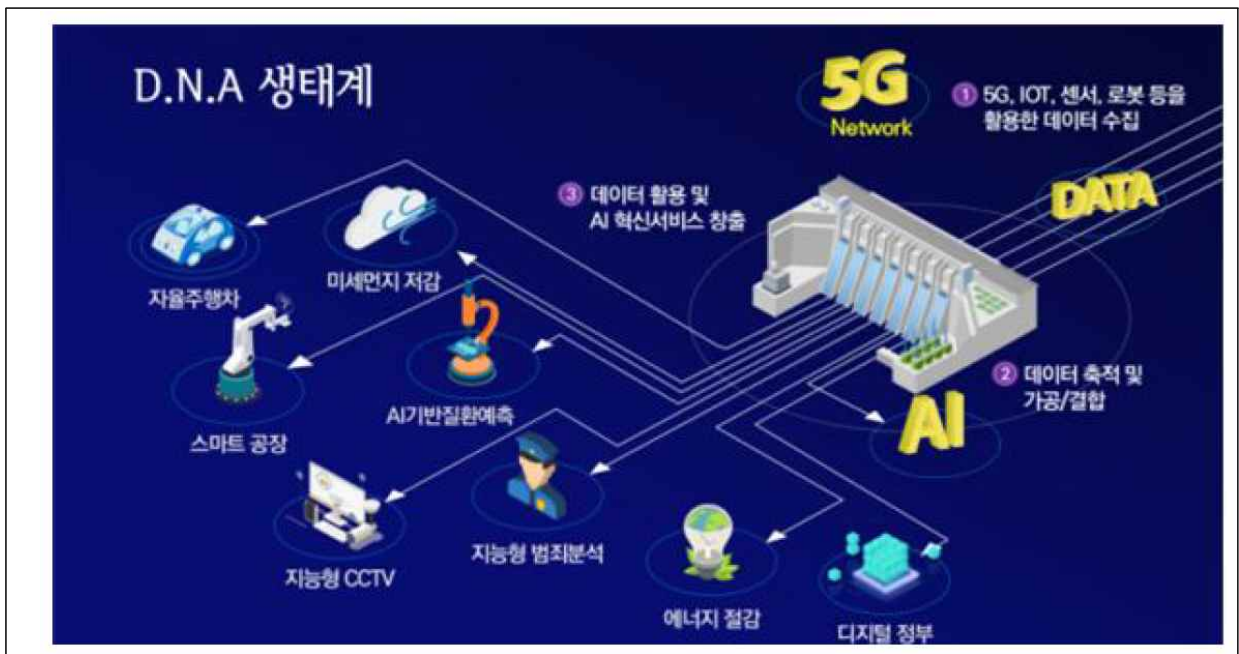 D.N.A 생태계
5G
Network
① 5G, IOT, 센서, 로봇 등을
활용한 데이터 수집
DATA
③ 데이터 활용 및
AI 혁신서비스 창출
② 데이터 축적 및
가공/결합
AI
자율주행차
미세먼지 저감
스마트 공장
AI기반질환예측
지능형 CCTV
지능형 범죄분석
에너지 절감
디지털 정부